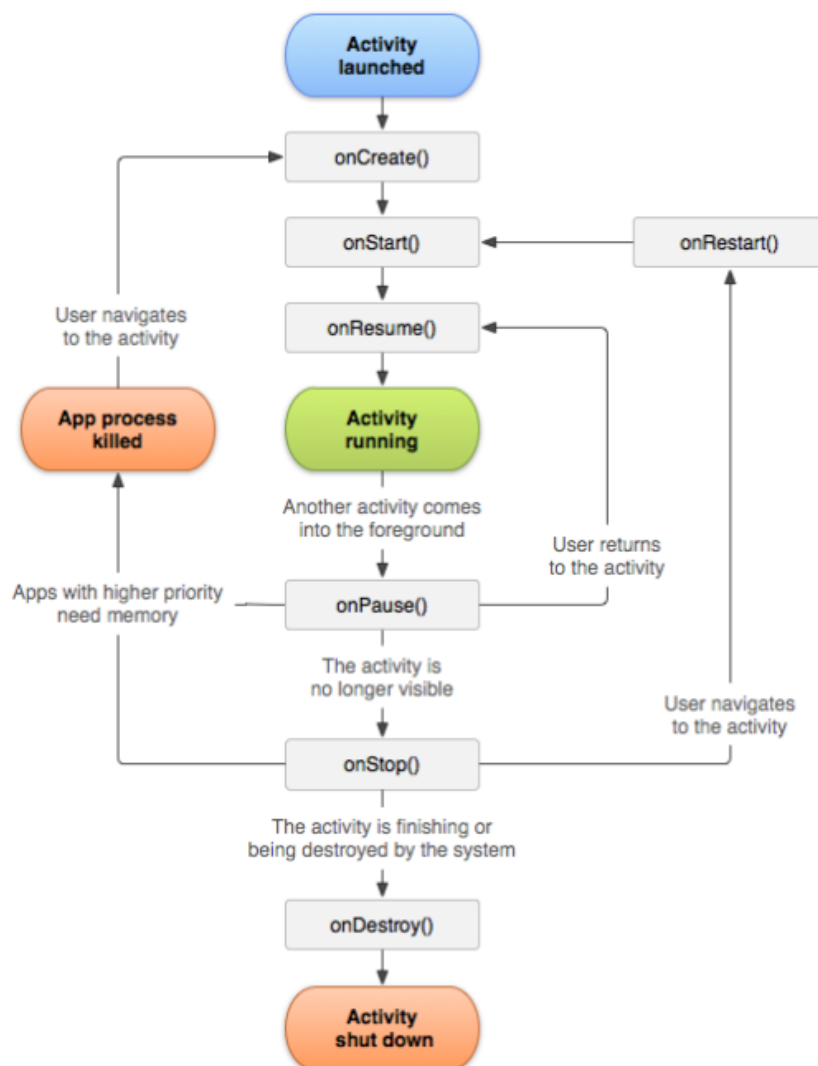 Activity
launched
onCreate()
onStart()
onRestart()
User navigates
to the activity
onResume()
App process
killed
Activity
running
Another activity comes
into the foreground
User returns
to the activity
Apps with higher priority
need memory
onPause()
The activity is
no longer visible
User navigates
to the activity
onStop()
The activity is finishing or
being destroyed by the system
onDestroy()
Activity
shut down